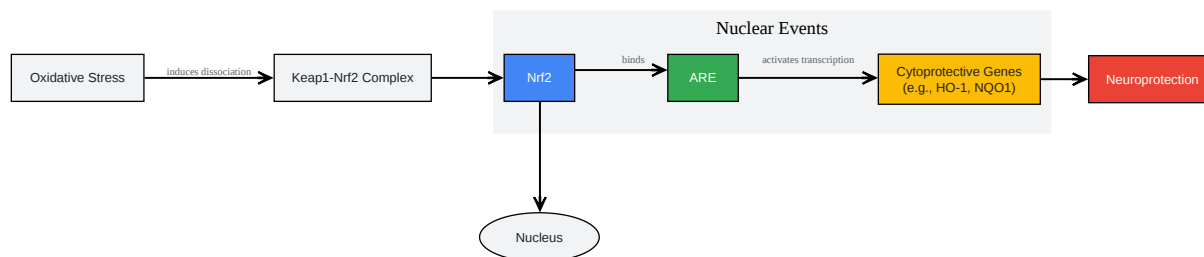 Nuclear Events
Oxidative Stress
induces dissociation
Keap1-Nrf2 Complex
Nrf2
binds
ARE
activates transcription
Cytoprotective Genes
(e.g., HO-1, NQO1)
Neuroprotection
Nucleus